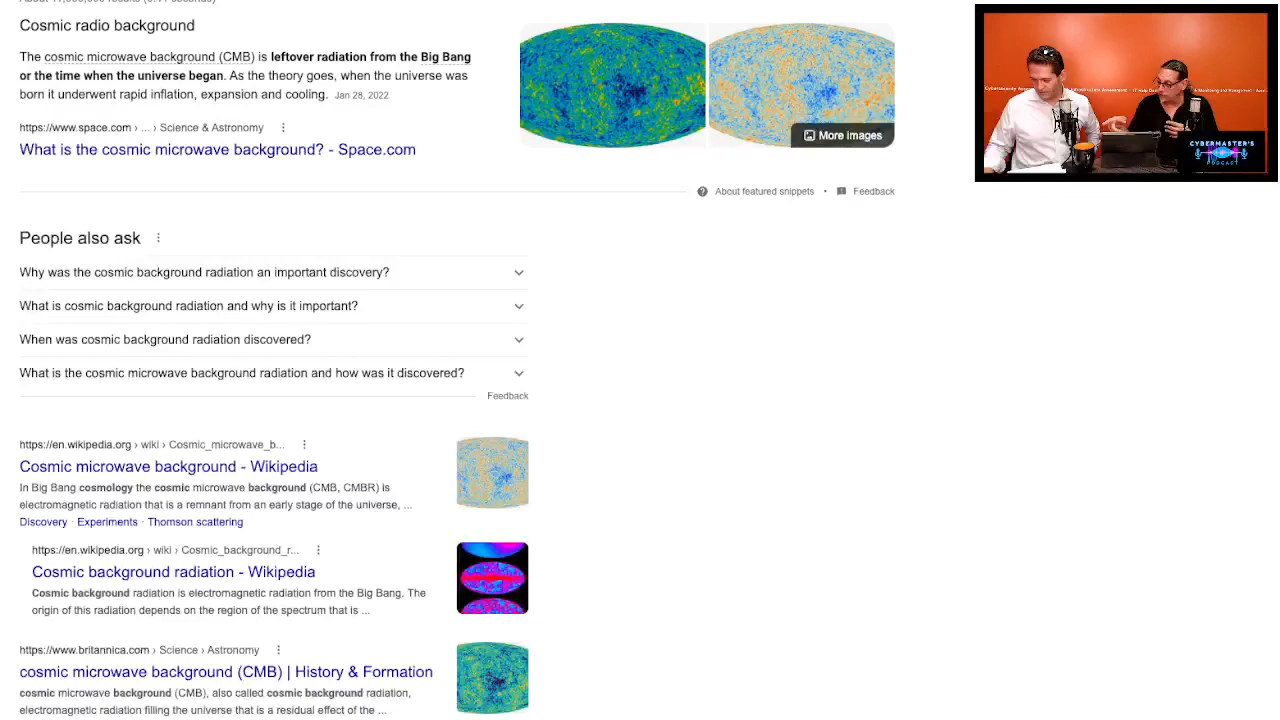 Cosmic radio background
The cosmic microwave background (CMB) is leftover radiation from the Big Bang
or the time when the universe began. As the theory goes, when the universe was
born it underwent rapid inflation, expansion and cooling. Jan 28, 2022
More images
https://www.space.com › ... › Science & Astronomy
What is the cosmic microwave background? - Space.com
About featured snippets • Feedback
People also ask
Why was the cosmic background radiation an important discovery?
What is cosmic background radiation and why is it important?
When was cosmic background radiation discovered?
What is the cosmic microwave background radiation and how was it discovered?
Feedback
https://en.wikipedia.org › wiki › Cosmic_microwave_b...
Cosmic microwave background - Wikipedia
In Big Bang cosmology the cosmic microwave background (CMB, CMBR) is
electromagnetic radiation that is a remnant from an early stage of the universe, ...
Discovery · Experiments · Thomson scattering
https://en.wikipedia.org › wiki › Cosmic_background_r...
Cosmic background radiation - Wikipedia
Cosmic background radiation is electromagnetic radiation from the Big Bang. The
origin of this radiation depends on the region of the spectrum that is ...
https://www.britannica.com › Science › Astronomy
cosmic microwave background (CMB) | History & Formation
cosmic microwave background (CMB), also called cosmic background radiation,
electromagnetic radiation filling the universe that is a residual effect of the ...
CYBERMASTER'S
PODCAST